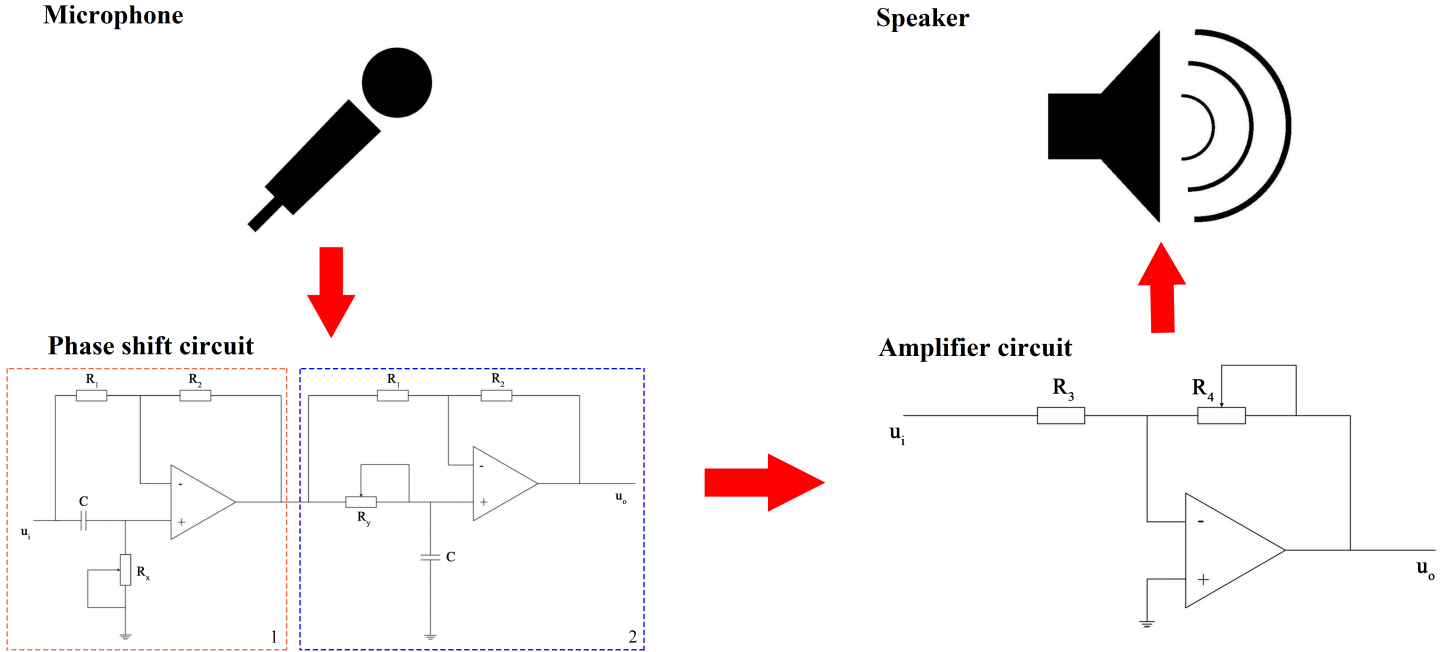 Microphone
Speaker
Phase shift circuit
R₁
R₂
-
+
C
uᵢ
Rₓ
1
R₁
R₂
-
+
R_y
C
uₒ
2
Amplifier circuit
R₃
R₄
uᵢ
-
+
uₒ